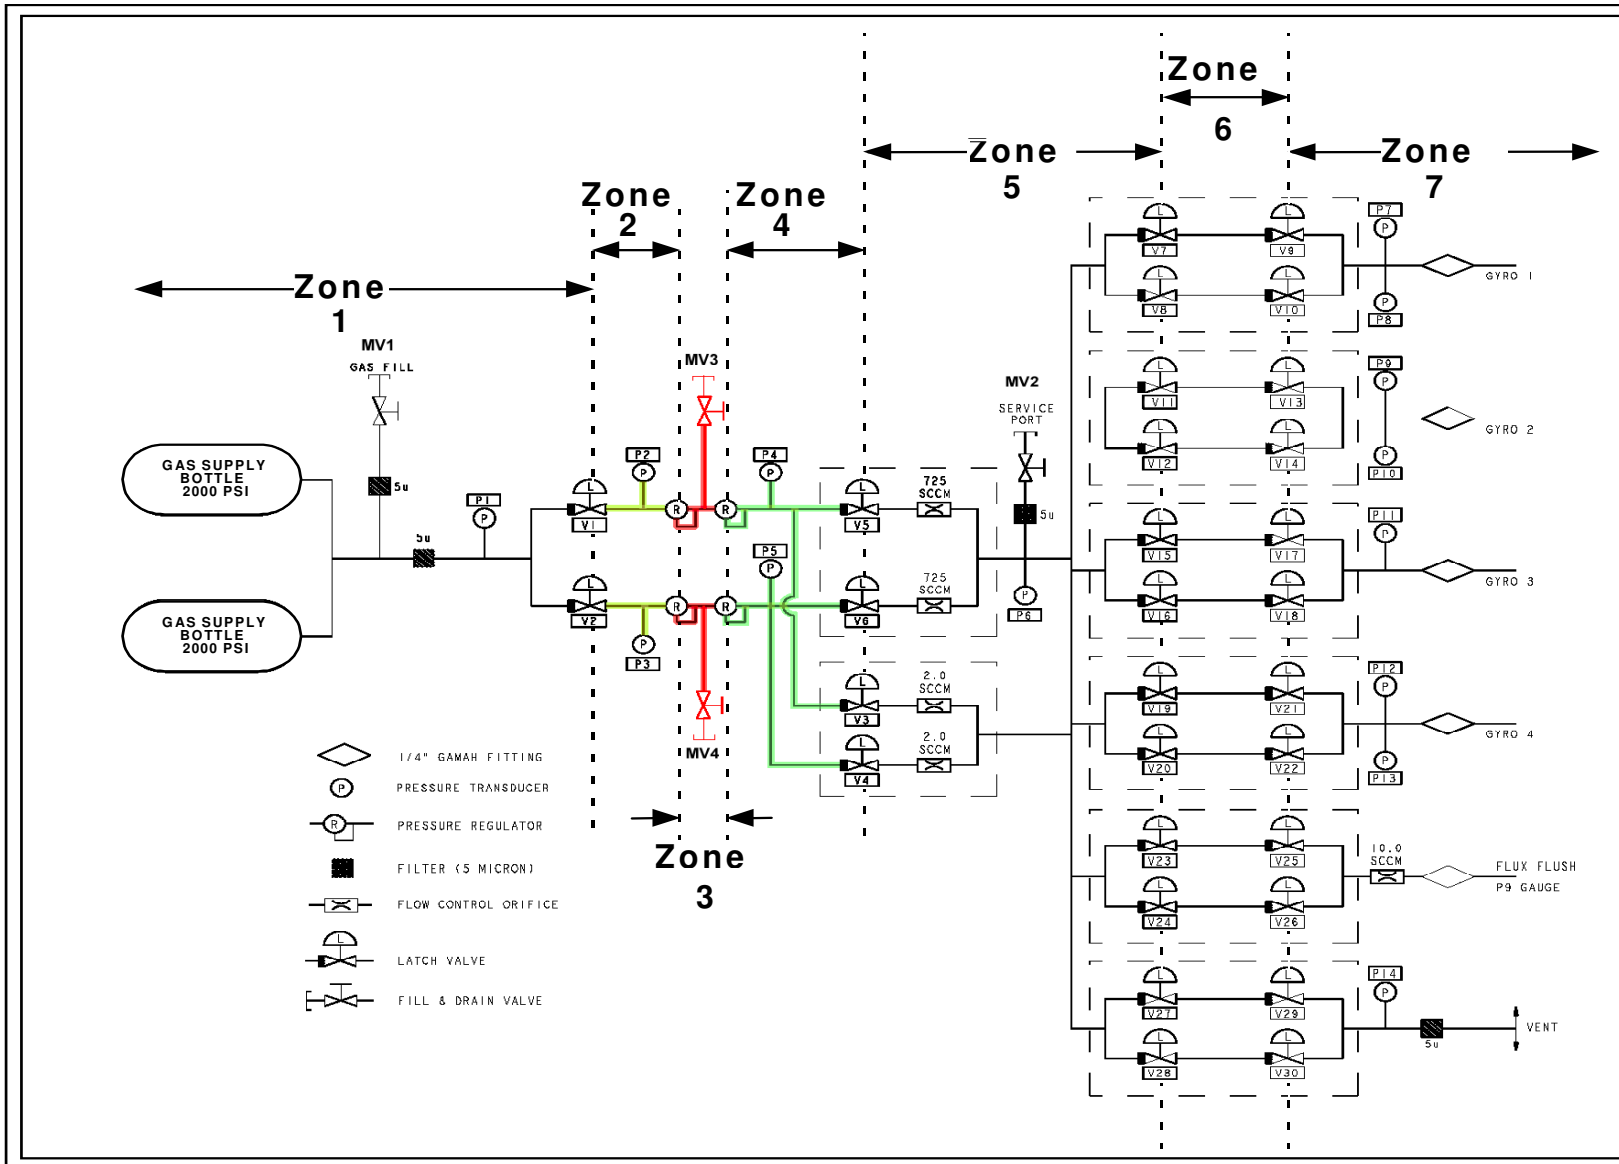 Zone
6
Zone
5
Zone
7
Zone
2
Zone
4
Zone
1
MV1
GAS FILL
MV3
MV2
SERVICE
PORT
GAS SUPPLY
BOTTLE
2000 PSI
5u
P1
5u
GAS SUPPLY
BOTTLE
2000 PSI
L
V1
L
V2
P2
P
R
R
P4
P
P5
P
R
R
P
P3
MV4
L
V5
725
SCCM
L
V6
725
SCCM
L
V3
2.0
SCCM
L
V4
2.0
SCCM
5u
P
P6
L
V7
L
V9
L
V8
L
V10
P7
P
P
P8
GYRO 1
L
V11
L
V13
L
V12
L
V14
P9
P
P
P10
GYRO 2
L
V15
L
V17
L
V16
L
V18
P11
P
GYRO 3
L
V19
L
V21
L
V20
L
V22
P12
P
P
P13
GYRO 4
L
V23
L
V25
L
V24
L
V26
10.0
SCCM
FLUX FLUSH
P9 GAUGE
L
V27
L
V29
L
V28
L
V30
P14
P
5u
VENT
Zone
3
1/4" GAMAH FITTING
P PRESSURE TRANSDUCER
R PRESSURE REGULATOR
FILTER (5 MICRON)
FLOW CONTROL ORIFICE
L LATCH VALVE
FILL & DRAIN VALVE